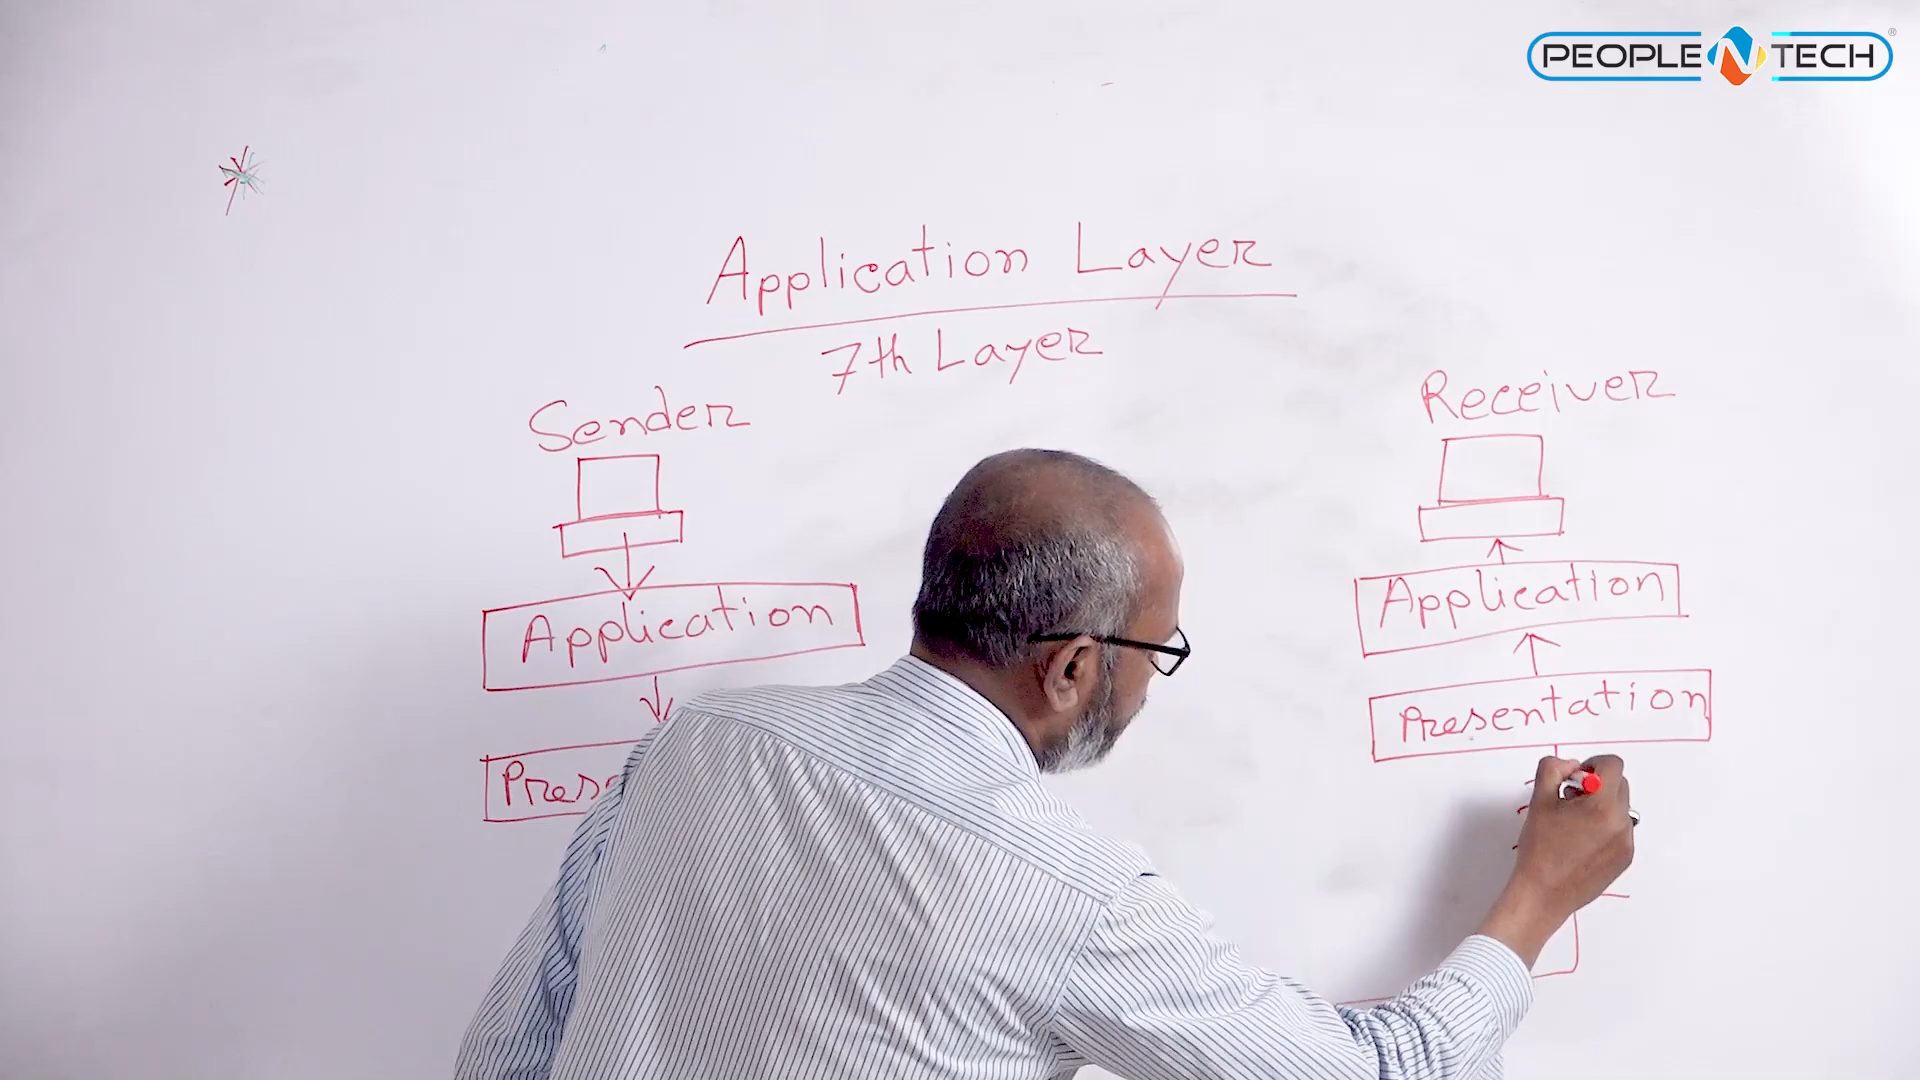 PEOPLE N TECH®
Application Layer
7th Layer
Sender
Receiver
Application
Application
Presentation